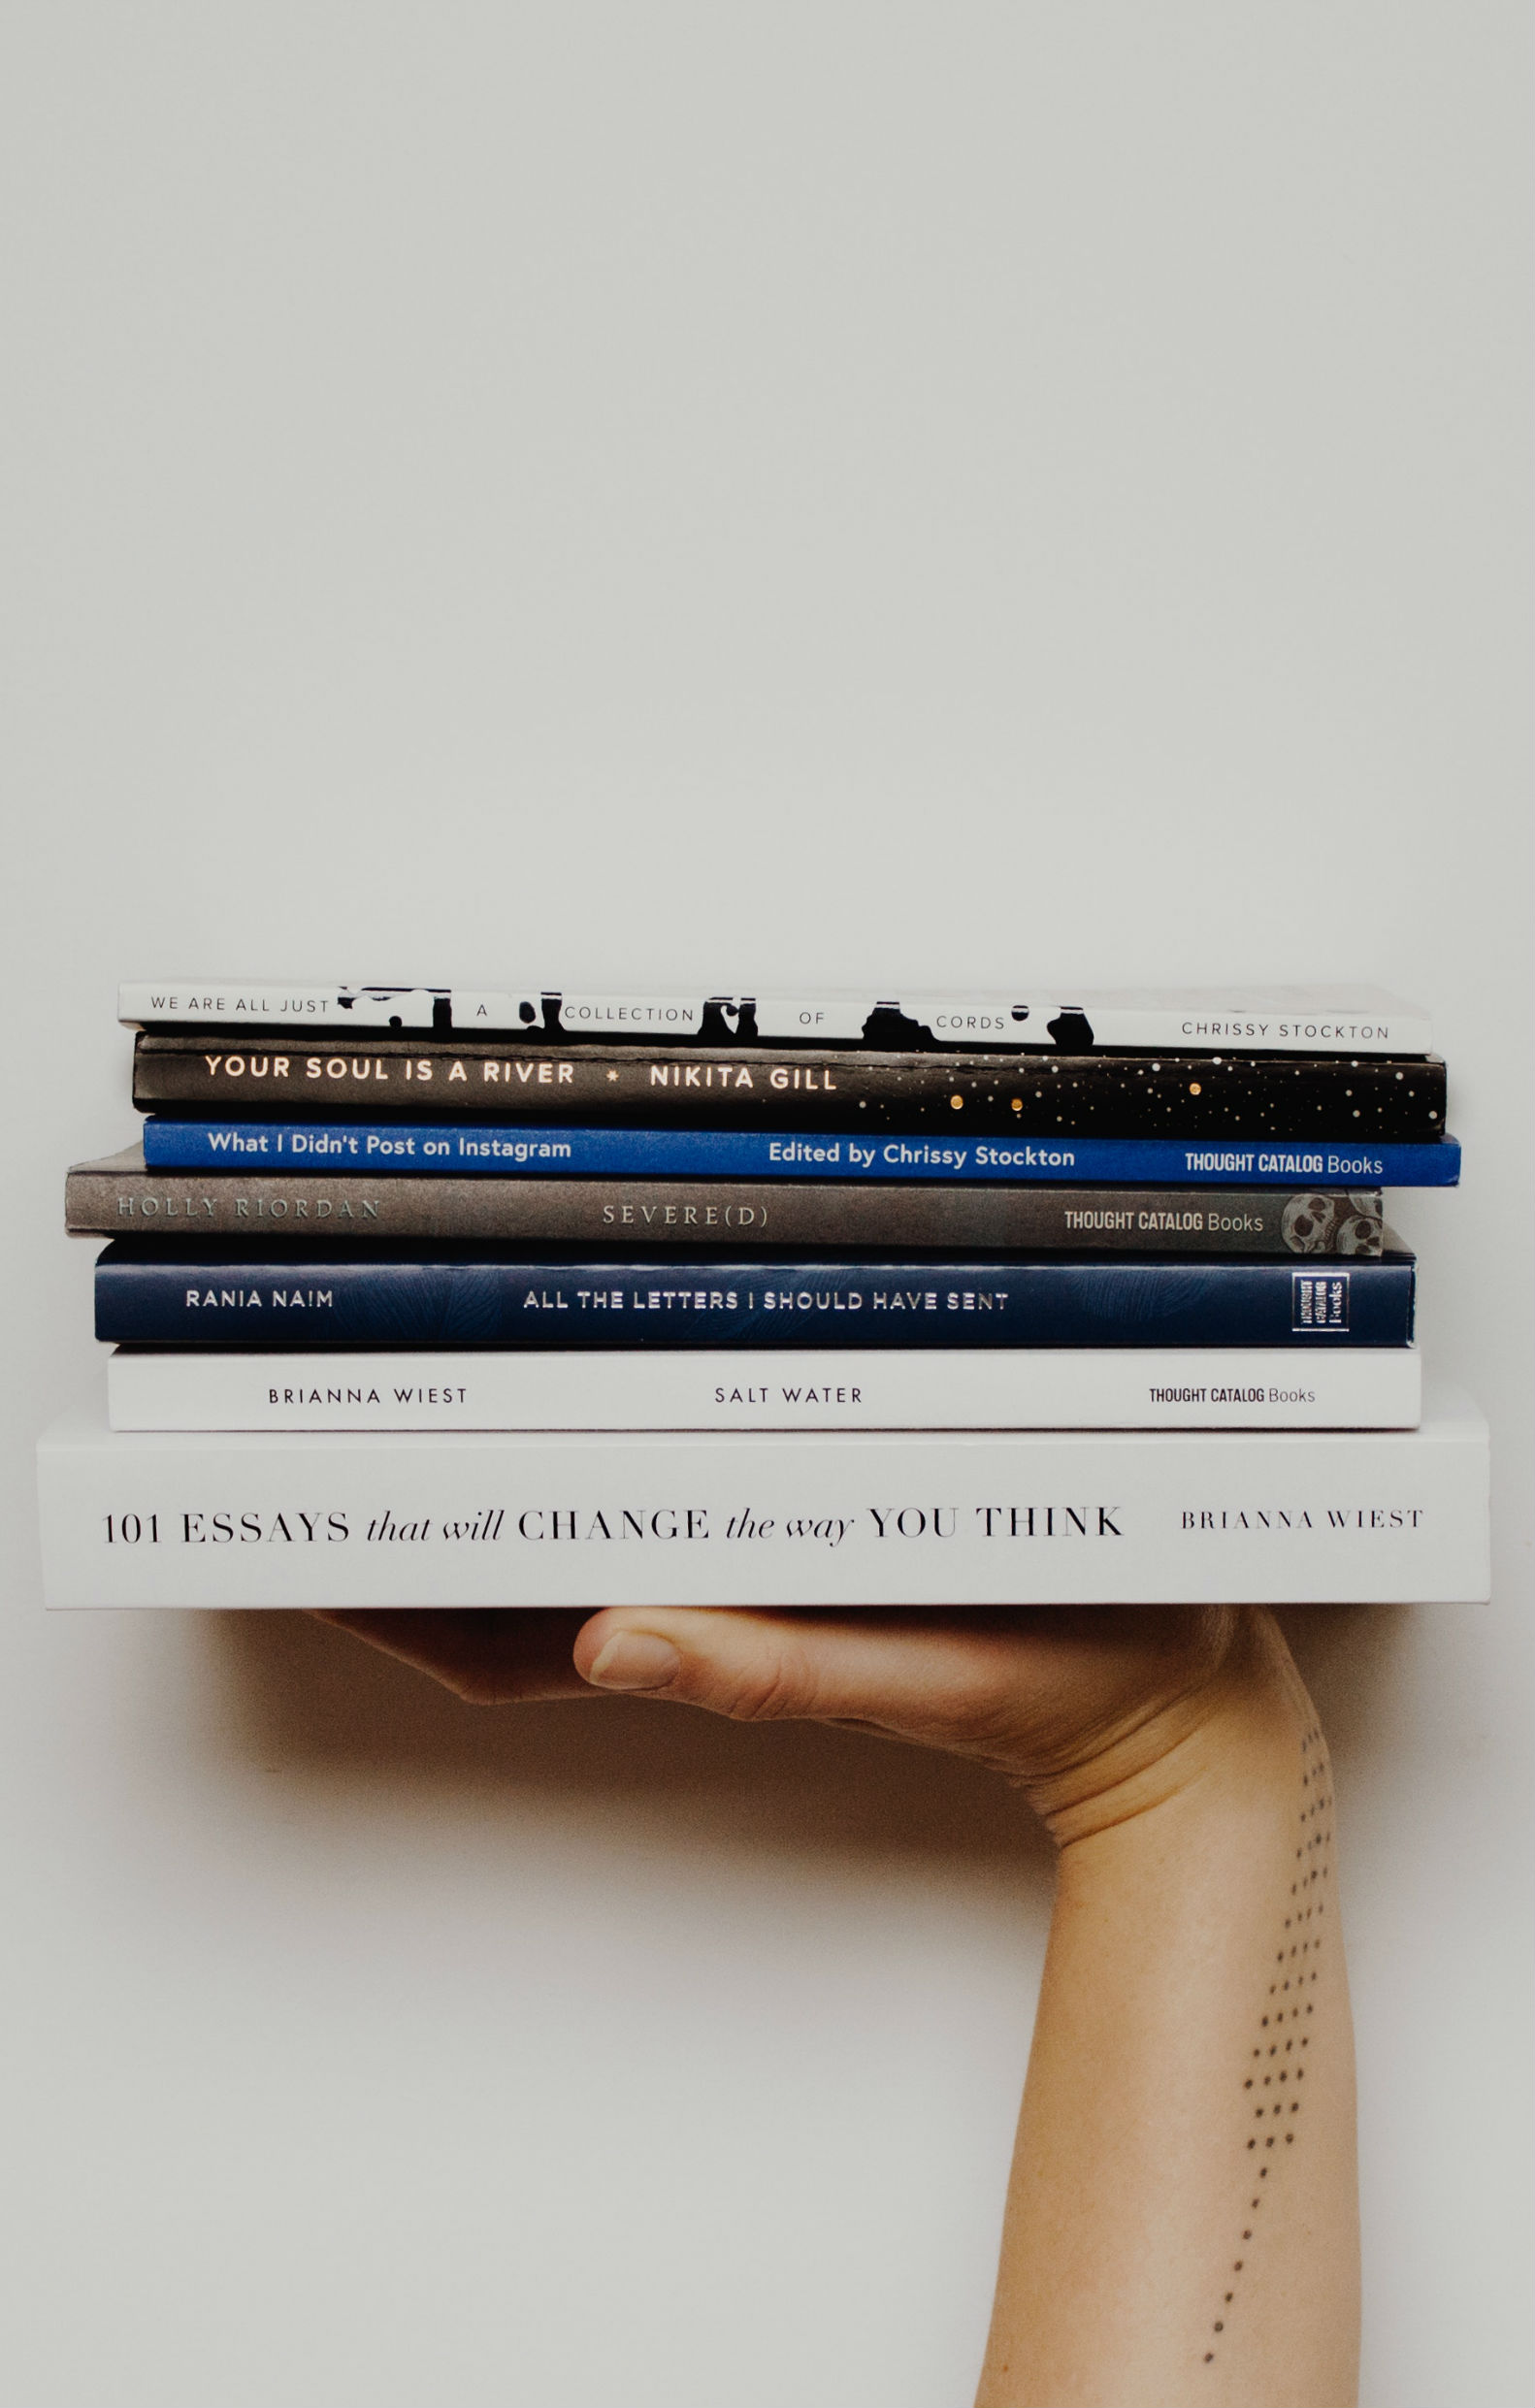 WE ARE ALL JUST A COLLECTION OF CORDS CHRISSY STOCKTON
YOUR SOUL IS A RIVER * NIKITA GILL
What I Didn't Post on Instagram Edited by Chrissy Stockton THOUGHT CATALOG Books
HOLLY RIORDAN SEVERE(D) THOUGHT CATALOG Books
RANIA NAIM ALL THE LETTERS I SHOULD HAVE SENT THOUGHT CATALOG Books
BRIANNA WIEST SALT WATER THOUGHT CATALOG Books
101 ESSAYS that will CHANGE the way YOU THINK BRIANNA WIEST